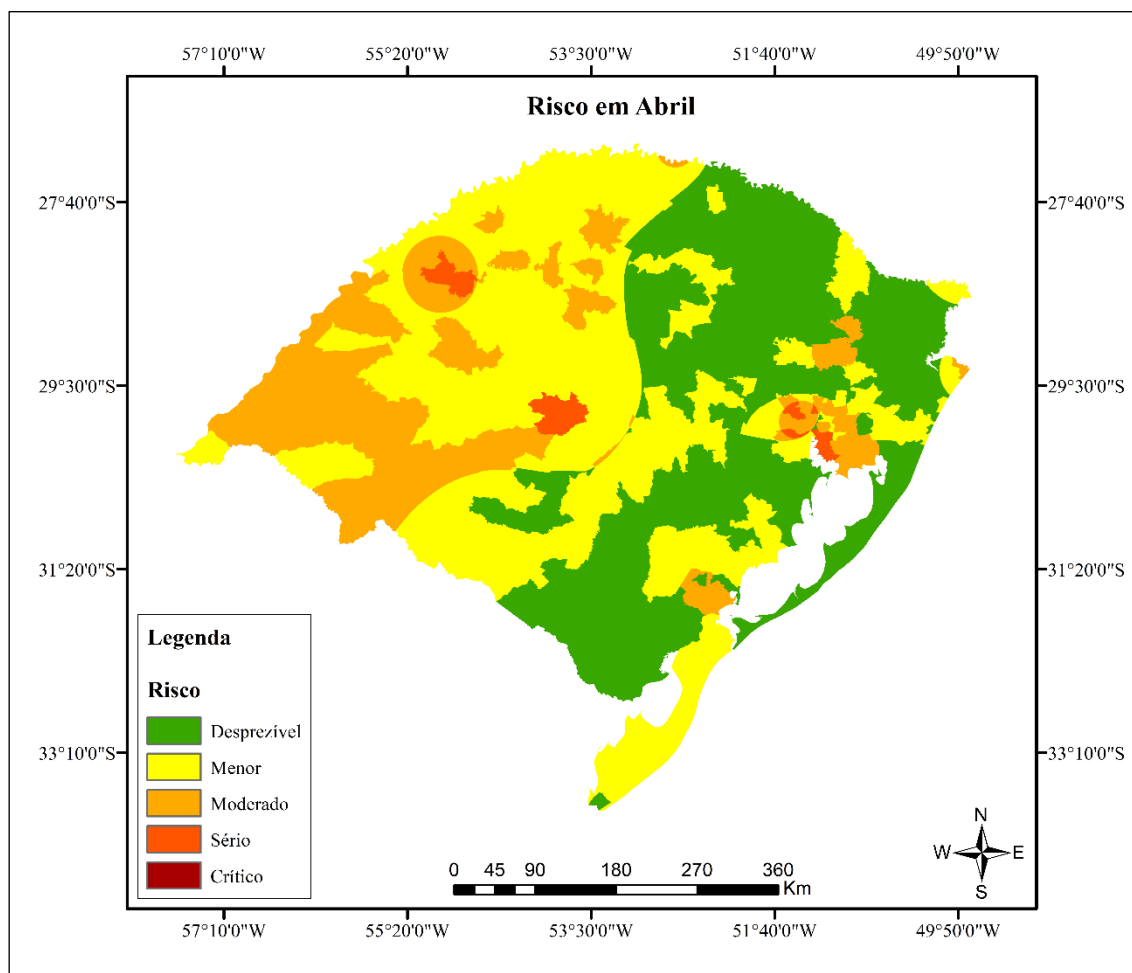 57°10'0"W 55°20'0"W 53°30'0"W 51°40'0"W 49°50'0"W
Risco em Abril
27°40'0"S 27°40'0"S
29°30'0"S 29°30'0"S
31°20'0"S 31°20'0"S
Legenda
Risco
Desprezível
33°10'0"S 33°10'0"S
Menor
Moderado
Sério
Crítico
N
W E
S
0 45 90 180 270 360
Km
57°10'0"W 55°20'0"W 53°30'0"W 51°40'0"W 49°50'0"W